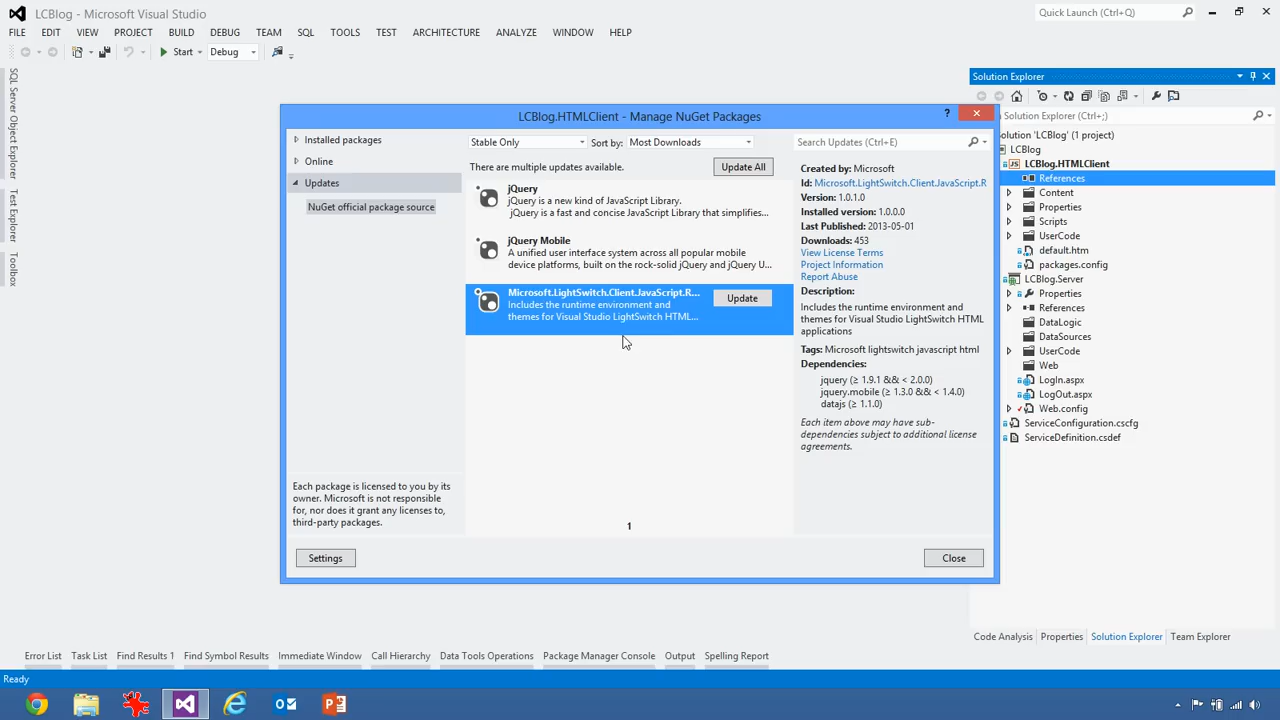 LCBlog - Microsoft Visual Studio
Quick Launch (Ctrl+Q)
FILE EDIT VIEW PROJECT BUILD DEBUG TEAM SQL TOOLS TEST ARCHITECTURE ANALYZE WINDOW HELP
Start Debug
SQL Server Object Explorer
Test Explorer
Toolbox
LCBlog.HTMLClient - Manage NuGet Packages
?
Installed packages
Online
Updates
NuGet official package source
Each package is licensed to you by its
owner. Microsoft is not responsible
for, nor does it grant any licenses to,
third-party packages.
Settings
Stable Only
Sort by: Most Downloads
There are multiple updates available.
Update All
jQuery
jQuery is a new kind of JavaScript Library.
jQuery is a fast and concise JavaScript Library that simplifies...
jQuery Mobile
A unified user interface system across all popular mobile
device platforms, built on the rock-solid jQuery and jQuery U...
Microsoft.LightSwitch.Client.JavaScript.R...
Includes the runtime environment and
themes for Visual Studio LightSwitch HTML...
Update
1
Search Updates (Ctrl+E)
Created by: Microsoft
Id: Microsoft.LightSwitch.Client.JavaScript.R
Version: 1.0.1.0
Installed version: 1.0.0.0
Last Published: 2013-05-01
Downloads: 453
View License Terms
Project Information
Report Abuse
Description:
Includes the runtime environment and
themes for Visual Studio LightSwitch HTML
applications
Tags: Microsoft lightswitch javascript html
Dependencies:
jquery (≥ 1.9.1 && < 2.0.0)
jquery.mobile (≥ 1.3.0 && < 1.4.0)
datajs (≥ 1.1.0)
Each item above may have sub-
dependencies subject to additional license
agreements.
Close
Solution Explorer
Solution Explorer (Ctrl+;)
Solution 'LCBlog' (1 project)
LCBlog
LCBlog.HTMLClient
References
Content
Properties
Scripts
UserCode
default.htm
packages.config
LCBlog.Server
Properties
References
DataLogic
DataSources
UserCode
Web
LogIn.aspx
LogOut.aspx
Web.config
ServiceConfiguration.cscfg
ServiceDefinition.csdef
Code Analysis Properties Solution Explorer Team Explorer
Error List Task List Find Results 1 Find Symbol Results Immediate Window Call Hierarchy Data Tools Operations Package Manager Console Output Spelling Report
Ready